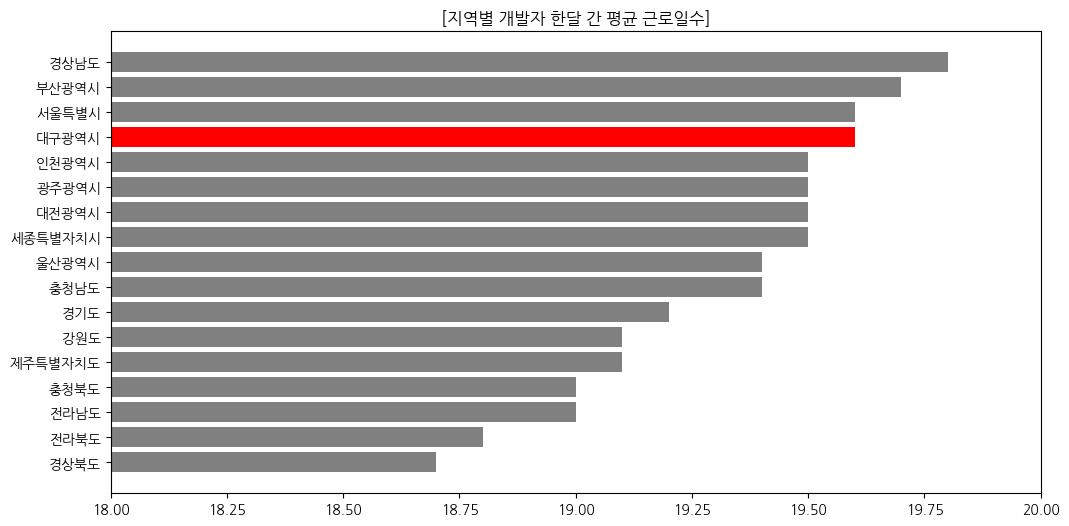 [지역별 개발자 한달 간 평균 근로일수]
경상남도
부산광역시
서울특별시
대구광역시
인천광역시
광주광역시
대전광역시
세종특별자치시
울산광역시
충청남도
경기도
강원도
제주특별자치도
충청북도
전라남도
전라북도
경상북도
18.00 18.25 18.50 18.75 19.00 19.25 19.50 19.75 20.00